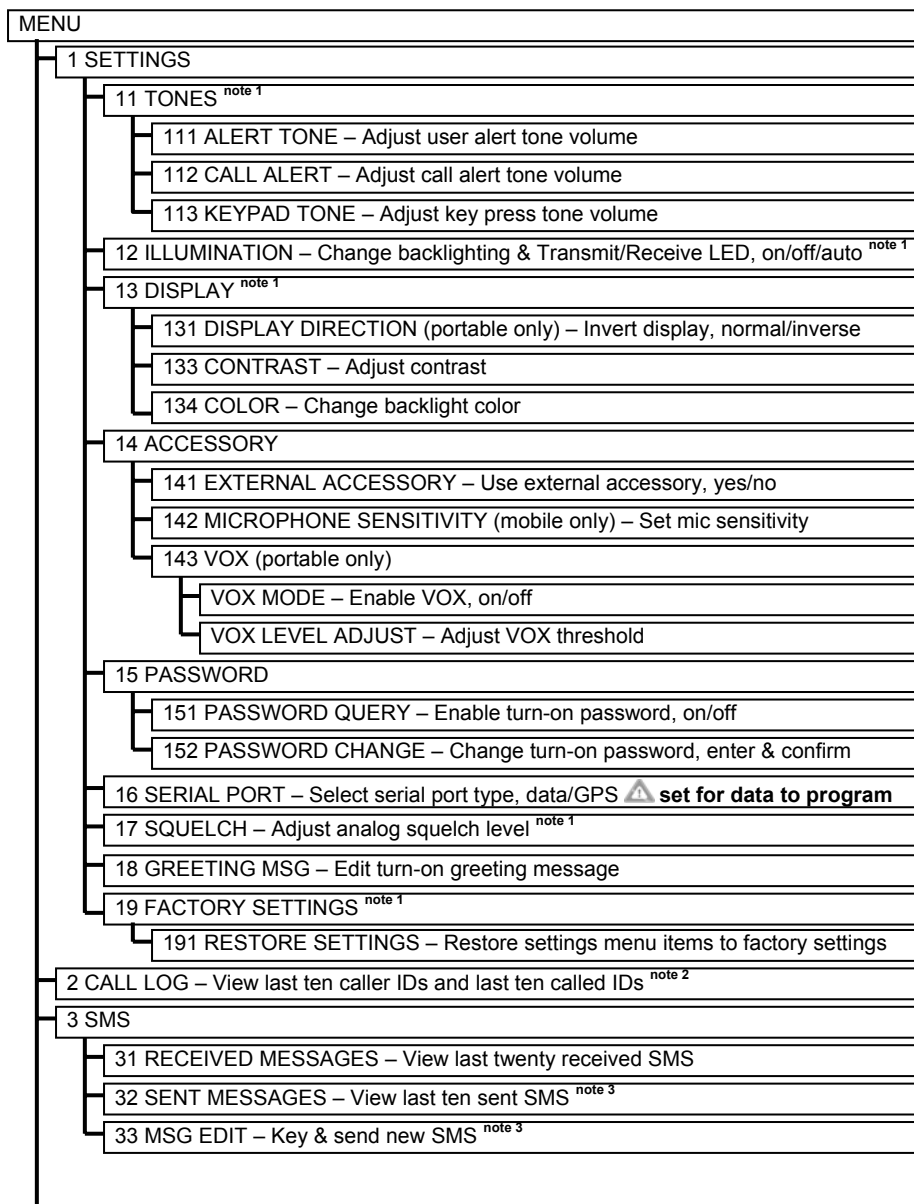 MENU
1 SETTINGS
11 TONES note 1
111 ALERT TONE – Adjust user alert tone volume
112 CALL ALERT – Adjust call alert tone volume
113 KEYPAD TONE – Adjust key press tone volume
12 ILLUMINATION – Change backlighting & Transmit/Receive LED, on/off/auto note 1
13 DISPLAY note 1
131 DISPLAY DIRECTION (portable only) – Invert display, normal/inverse
133 CONTRAST – Adjust contrast
134 COLOR – Change backlight color
14 ACCESSORY
141 EXTERNAL ACCESSORY – Use external accessory, yes/no
142 MICROPHONE SENSITIVITY (mobile only) – Set mic sensitivity
143 VOX (portable only)
VOX MODE – Enable VOX, on/off
VOX LEVEL ADJUST – Adjust VOX threshold
15 PASSWORD
151 PASSWORD QUERY – Enable turn-on password, on/off
152 PASSWORD CHANGE – Change turn-on password, enter & confirm
16 SERIAL PORT – Select serial port type, data/GPS ⚠ set for data to program
17 SQUELCH – Adjust analog squelch level note 1
18 GREETING MSG – Edit turn-on greeting message
19 FACTORY SETTINGS note 1
191 RESTORE SETTINGS – Restore settings menu items to factory settings
2 CALL LOG – View last ten caller IDs and last ten called IDs note 2
3 SMS
31 RECEIVED MESSAGES – View last twenty received SMS
32 SENT MESSAGES – View last ten sent SMS note 3
33 MSG EDIT – Key & send new SMS note 3